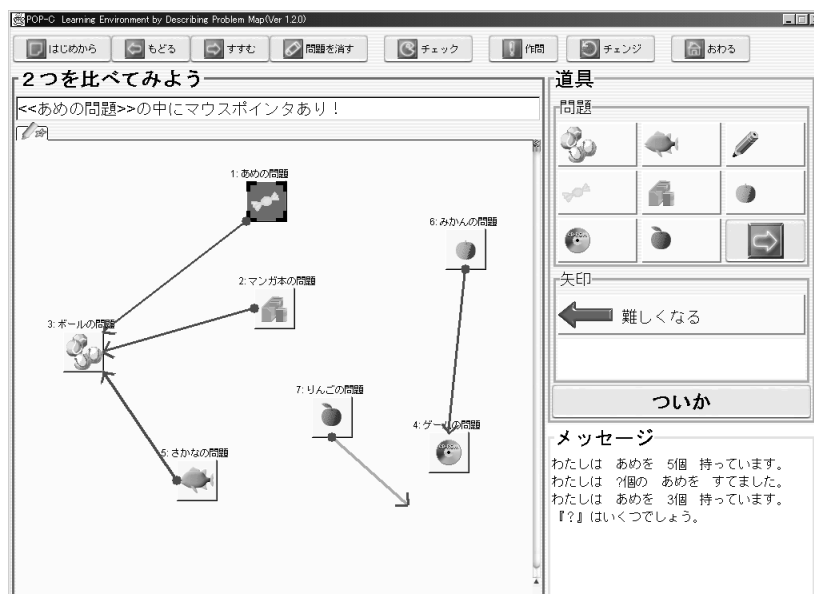 POP-C Learning Environment by Describing Problem Map(Ver 1.2.0)
はじめから もどる すすむ 問題を消す チェック 作問 チェンジ おわる
2つを比べてみよう
<<あめの問題>>の中にマウスポインタあり！
1: あめの問題
6: みかんの問題
2: マンガ本の問題
3: ボールの問題
7: りんごの問題
4: ゲームの問題
5: さかなの問題
道具
問題
矢印
難しくなる
ついか
メッセージ
わたしは あめを 5個 持っています。
わたしは ?個の あめを すてました。
わたしは あめを 3個 持っています。
『？』はいくつでしょう。